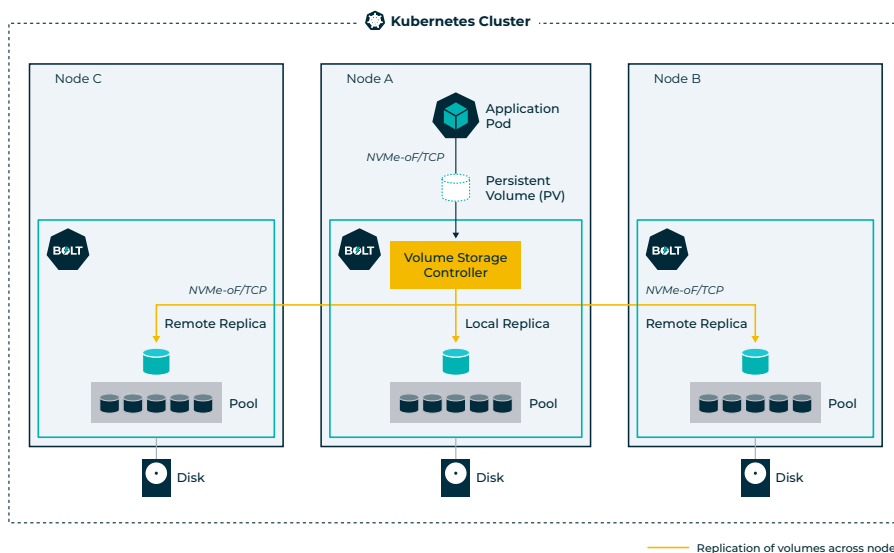 Kubernetes Cluster
Node C
Node A
Node B
Application
Pod
NVMe-oF/TCP
Persistent
Volume (PV)
BOLT
BOLT
BOLT
Volume Storage
Controller
NVMe-oF/TCP
NVMe-oF/TCP
Remote Replica
Local Replica
Remote Replica
Pool
Pool
Pool
Disk
Disk
Disk
Replication of volumes across node